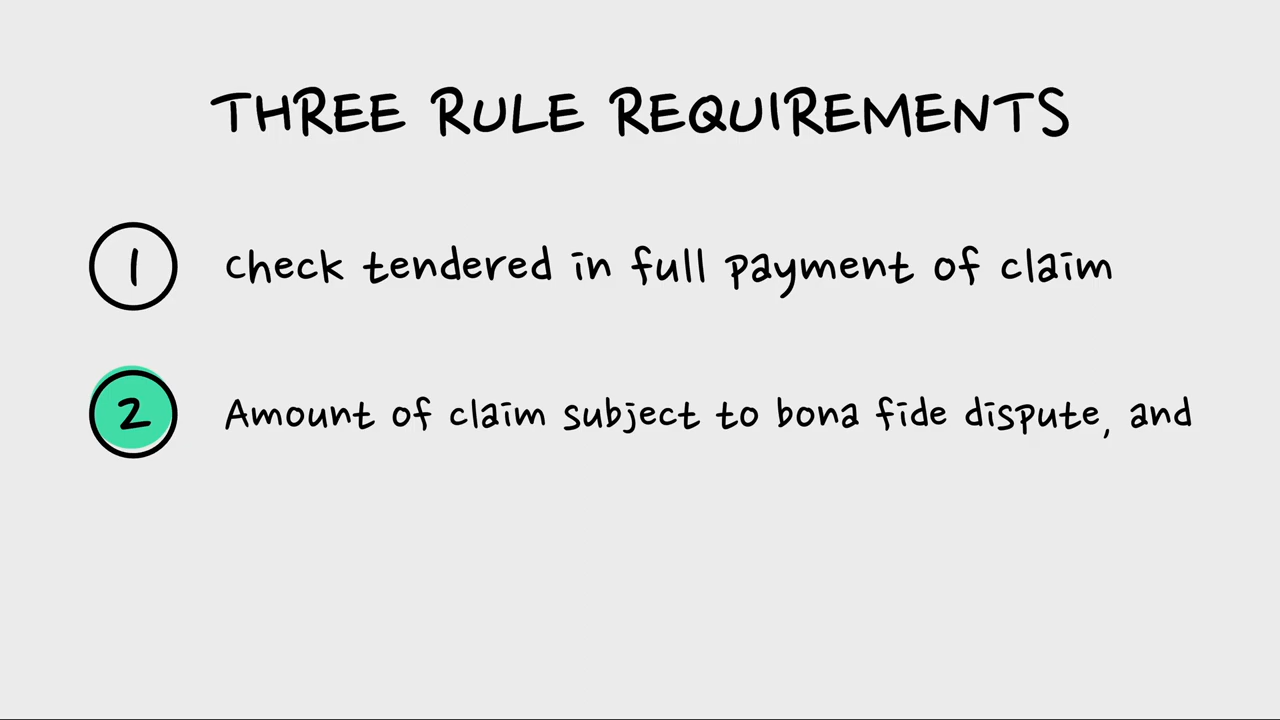 THREE RULE REQUIREMENTS
1 Check tendered in full payment of claim
2 Amount of claim subject to bona fide dispute, and